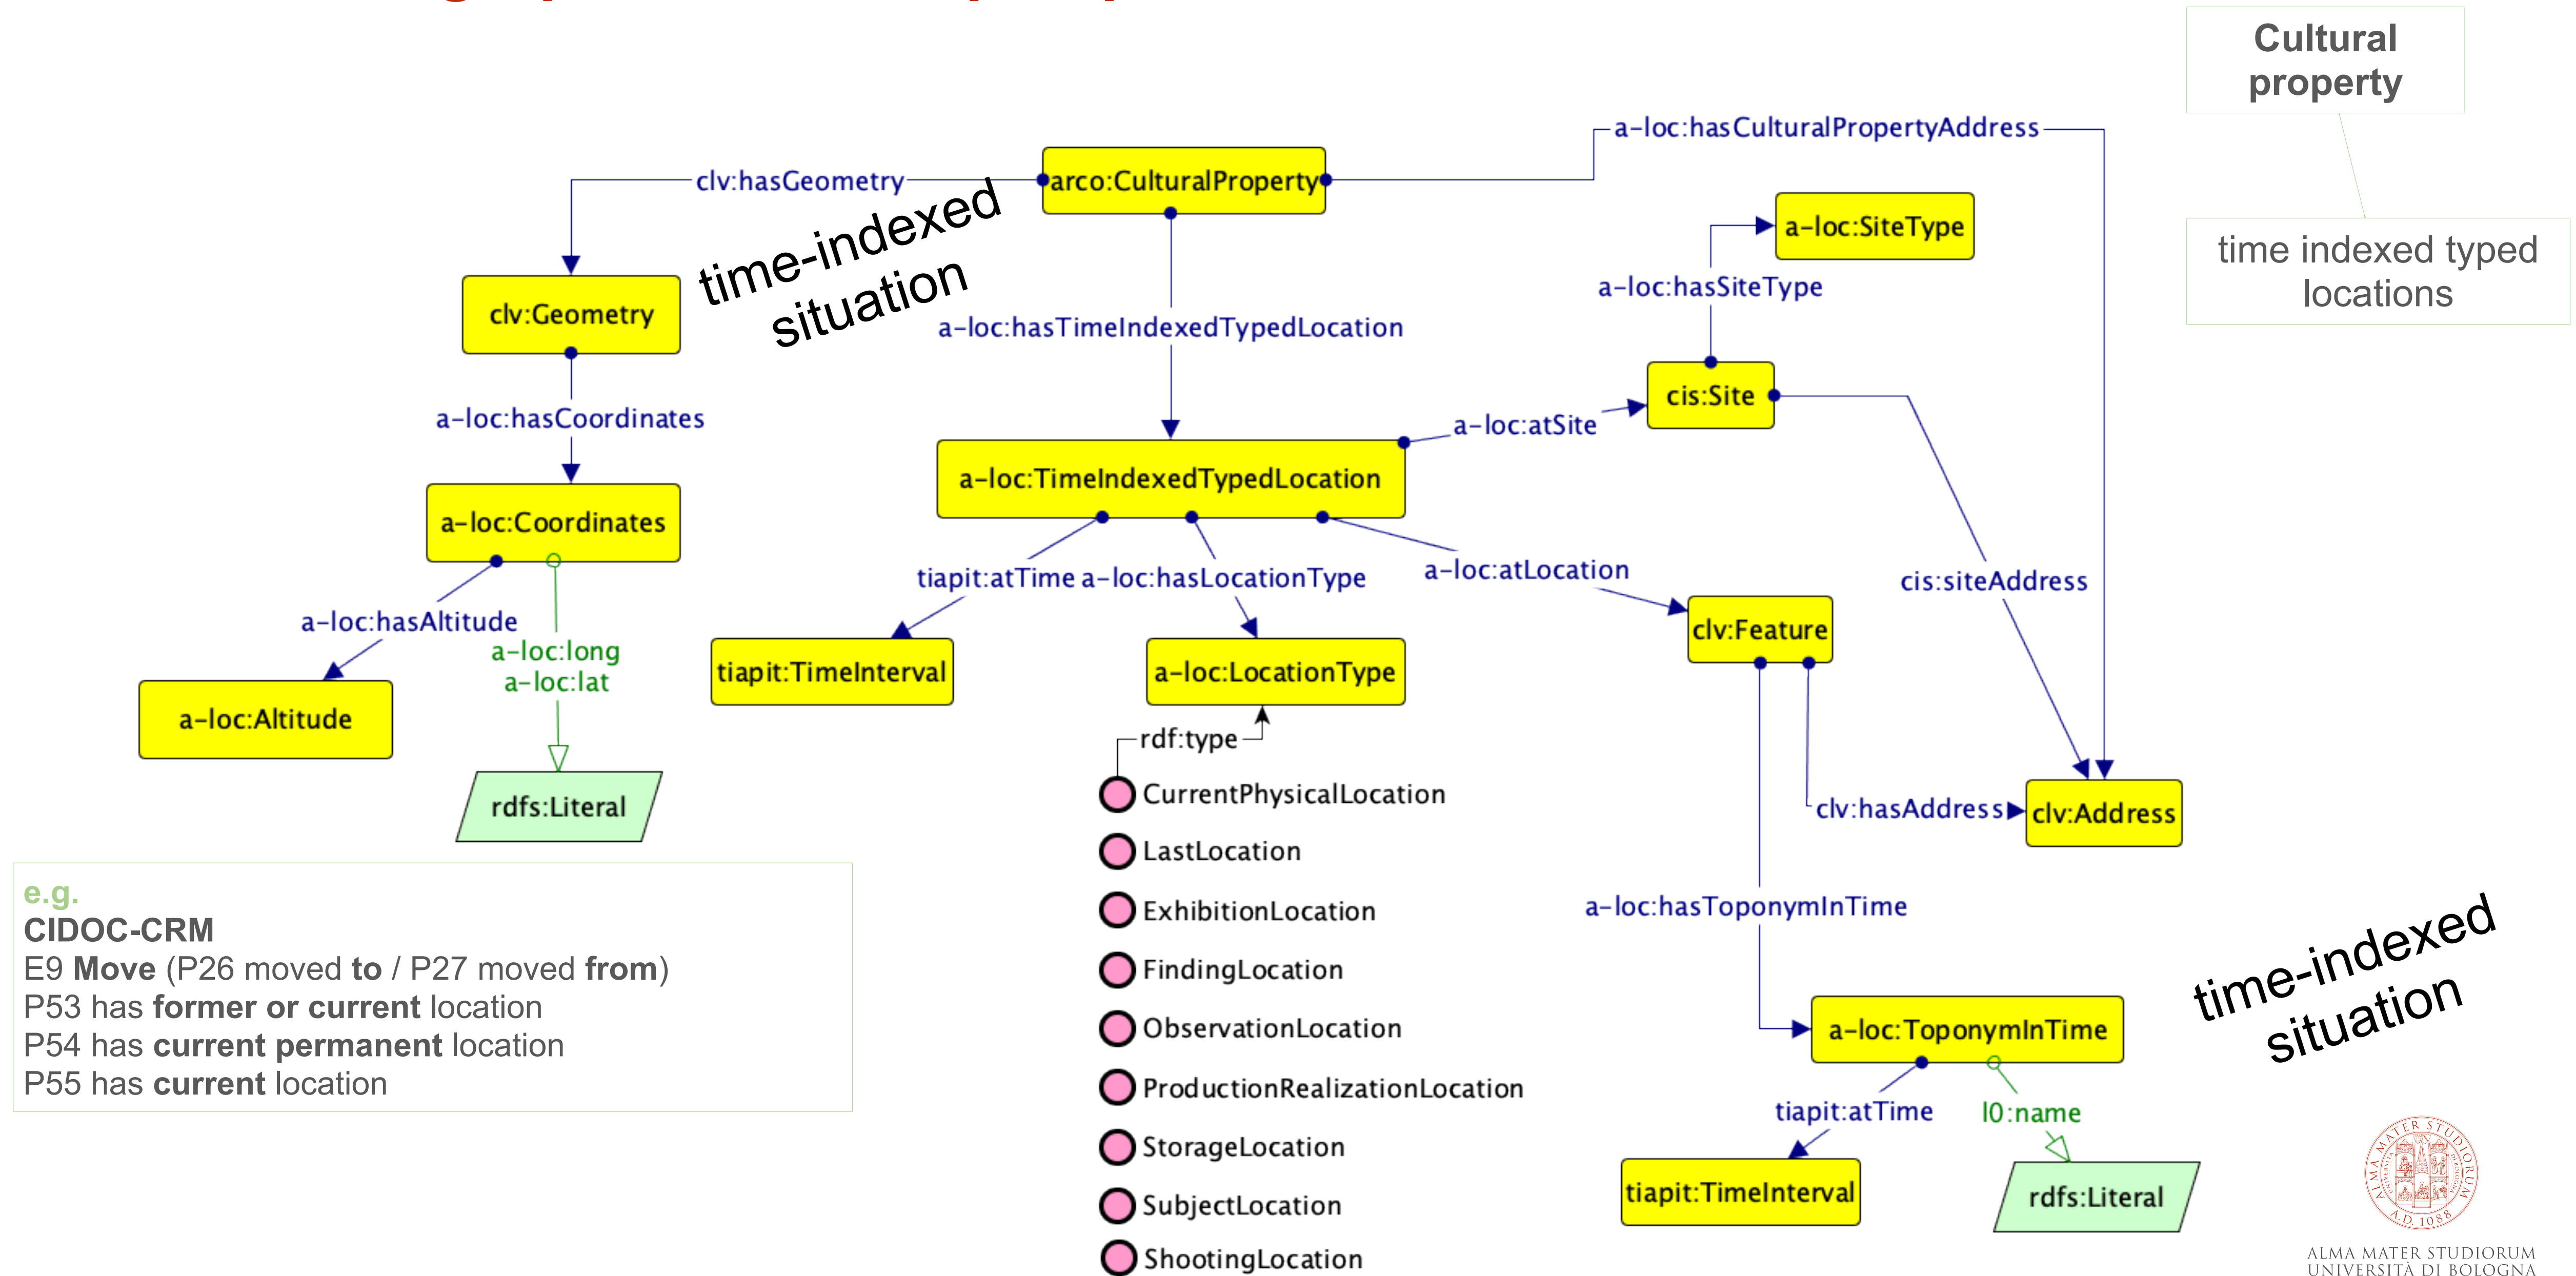 Cultural
property
time indexed typed
locations
a-loc:hasCulturalPropertyAddress
clv:hasGeometry
arco:CulturalProperty
time-indexed
situation
a-loc:SiteType
a-loc:hasSiteType
clv:Geometry
a-loc:hasTimeIndexedTypedLocation
cis:Site
a-loc:hasCoordinates
a-loc:atSite
a-loc:TimeIndexedTypedLocation
a-loc:Coordinates
tiapit:atTime
a-loc:hasLocationType
a-loc:atLocation
cis:siteAddress
a-loc:hasAltitude
a-loc:long
a-loc:lat
clv:Feature
tiapit:TimeInterval
a-loc:LocationType
a-loc:Altitude
rdf:type
rdfs:Literal
clv:hasAddress
clv:Address
CurrentPhysicalLocation
LastLocation
ExhibitionLocation
FindingLocation
ObservationLocation
ProductionRealizationLocation
StorageLocation
SubjectLocation
ShootingLocation
e.g.
CIDOC-CRM
E9 Move (P26 moved to / P27 moved from)
P53 has former or current location
P54 has current permanent location
P55 has current location
a-loc:hasToponymInTime
a-loc:ToponymInTime
time-indexed
situation
tiapit:atTime
l0:name
tiapit:TimeInterval
rdfs:Literal
ALMA MATER STUDIORUM
A.D. 1088
ALMA MATER STUDIORUM
UNIVERSITÀ DI BOLOGNA